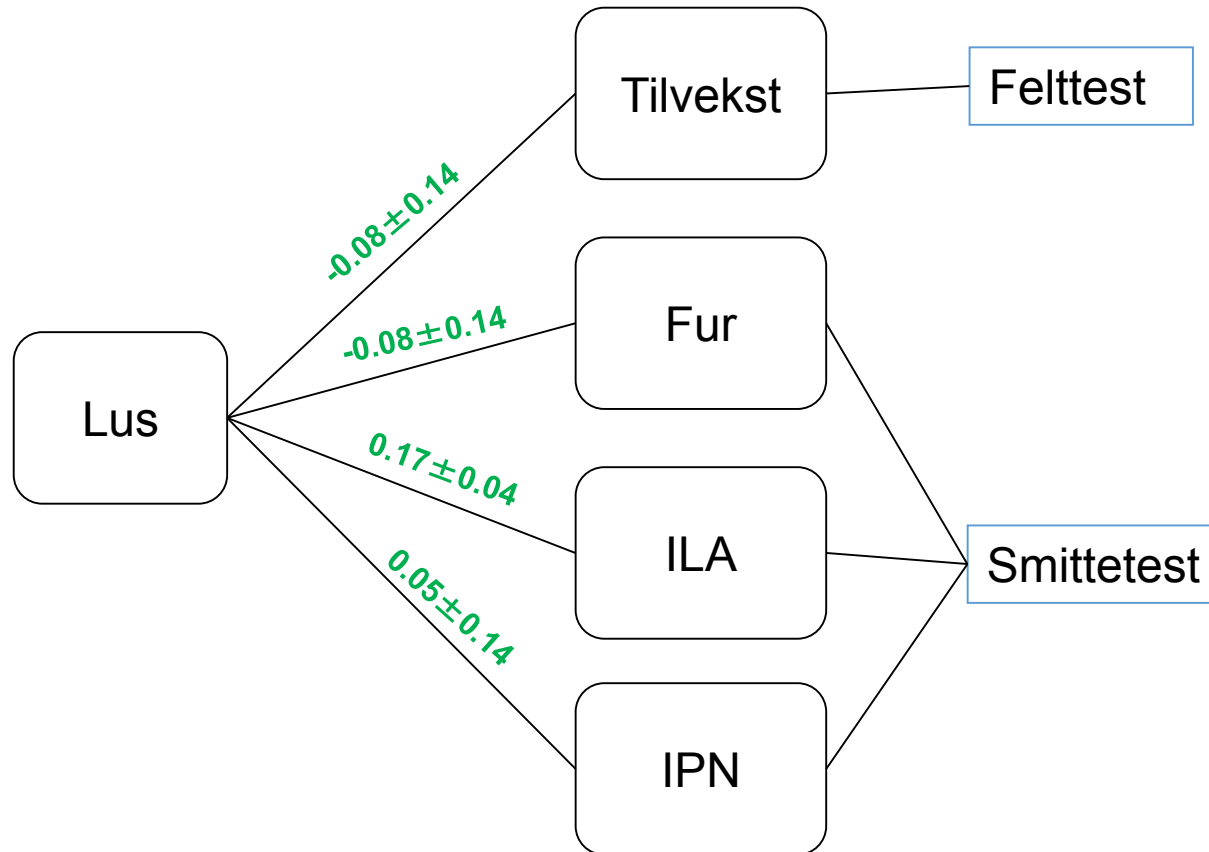 Tilvekst
Felttest
-0.08±0.14
Fur
-0.08±0.14
Lus
0.17±0.04
ILA
Smittetest
0.05±0.14
IPN